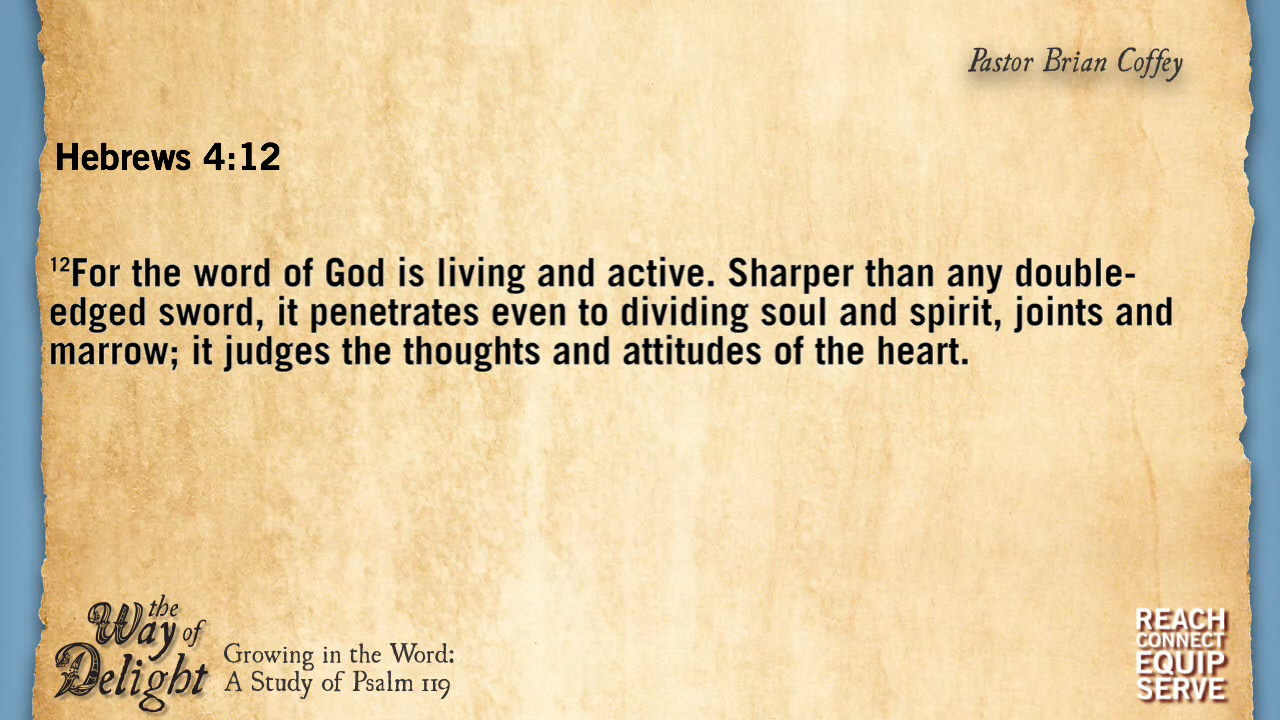 Pastor Brian Coffey
Hebrews 4:12
12For the word of God is living and active. Sharper than any double-
edged sword, it penetrates even to dividing soul and spirit, joints and
marrow; it judges the thoughts and attitudes of the heart.
the
Way of
Delight
Growing in the Word:
A Study of Psalm 119
REACH
CONNECT
EQUIP
SERVE